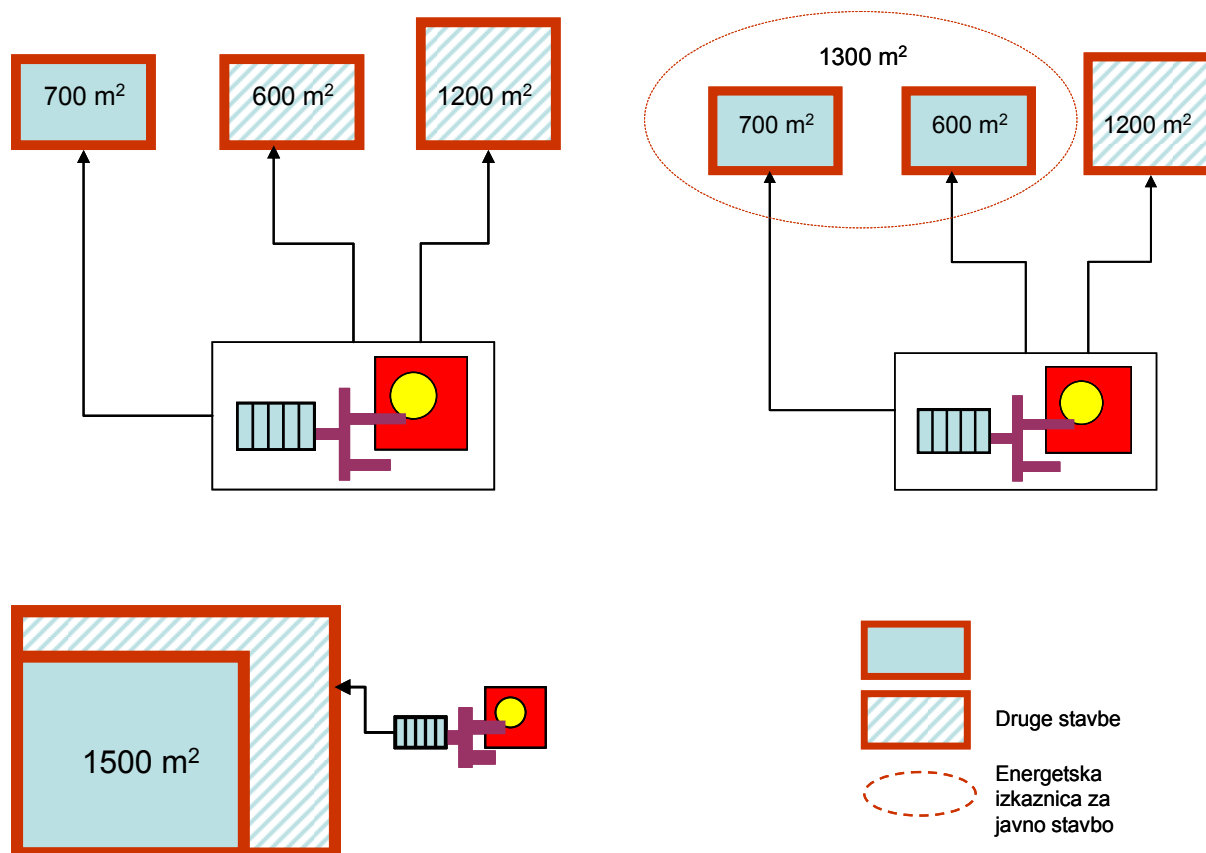 700 m²
600 m²
1200 m²
1300 m²
700 m²
600 m²
1200 m²
1500 m²
Druge stavbe
Energetska
izkaznica za
javno stavbo